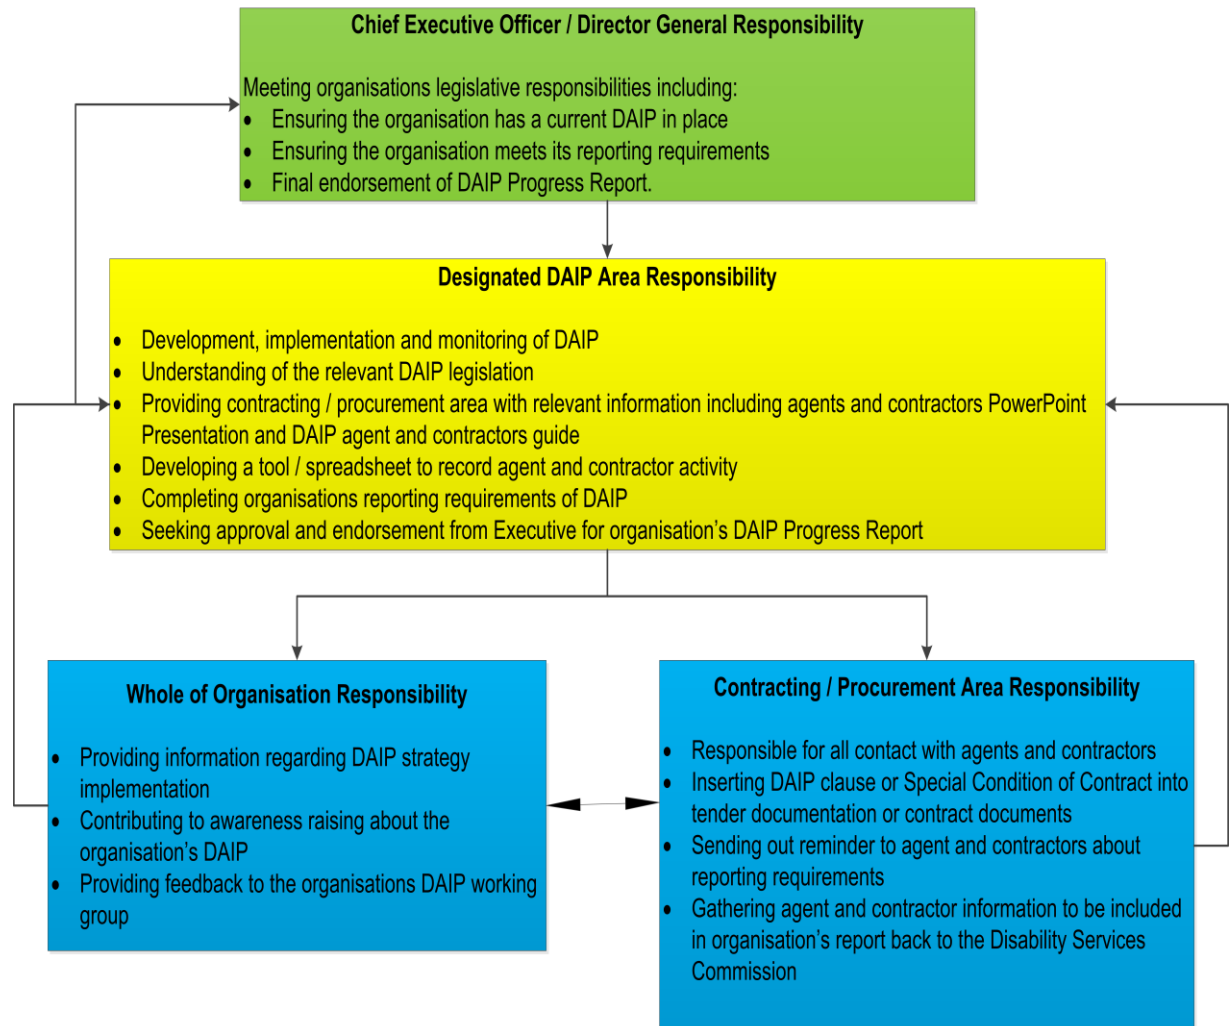 Chief Executive Officer / Director General Responsibility
Meeting organisations legislative responsibilities including:
• Ensuring the organisation has a current DAIP in place
• Ensuring the organisation meets its reporting requirements
• Final endorsement of DAIP Progress Report.
Designated DAIP Area Responsibility
• Development, implementation and monitoring of DAIP
• Understanding of the relevant DAIP legislation
• Providing contracting / procurement area with relevant information including agents and contractors PowerPoint
Presentation and DAIP agent and contractors guide
• Developing a tool / spreadsheet to record agent and contractor activity
• Completing organisations reporting requirements of DAIP
• Seeking approval and endorsement from Executive for organisation's DAIP Progress Report
Whole of Organisation Responsibility
• Providing information regarding DAIP strategy
implementation
• Contributing to awareness raising about the
organisation's DAIP
• Providing feedback to the organisations DAIP working
group
Contracting / Procurement Area Responsibility
• Responsible for all contact with agents and contractors
• Inserting DAIP clause or Special Condition of Contract into
tender documentation or contract documents
• Sending out reminder to agent and contractors about
reporting requirements
• Gathering agent and contractor information to be included
in organisation's report back to the Disability Services
Commission